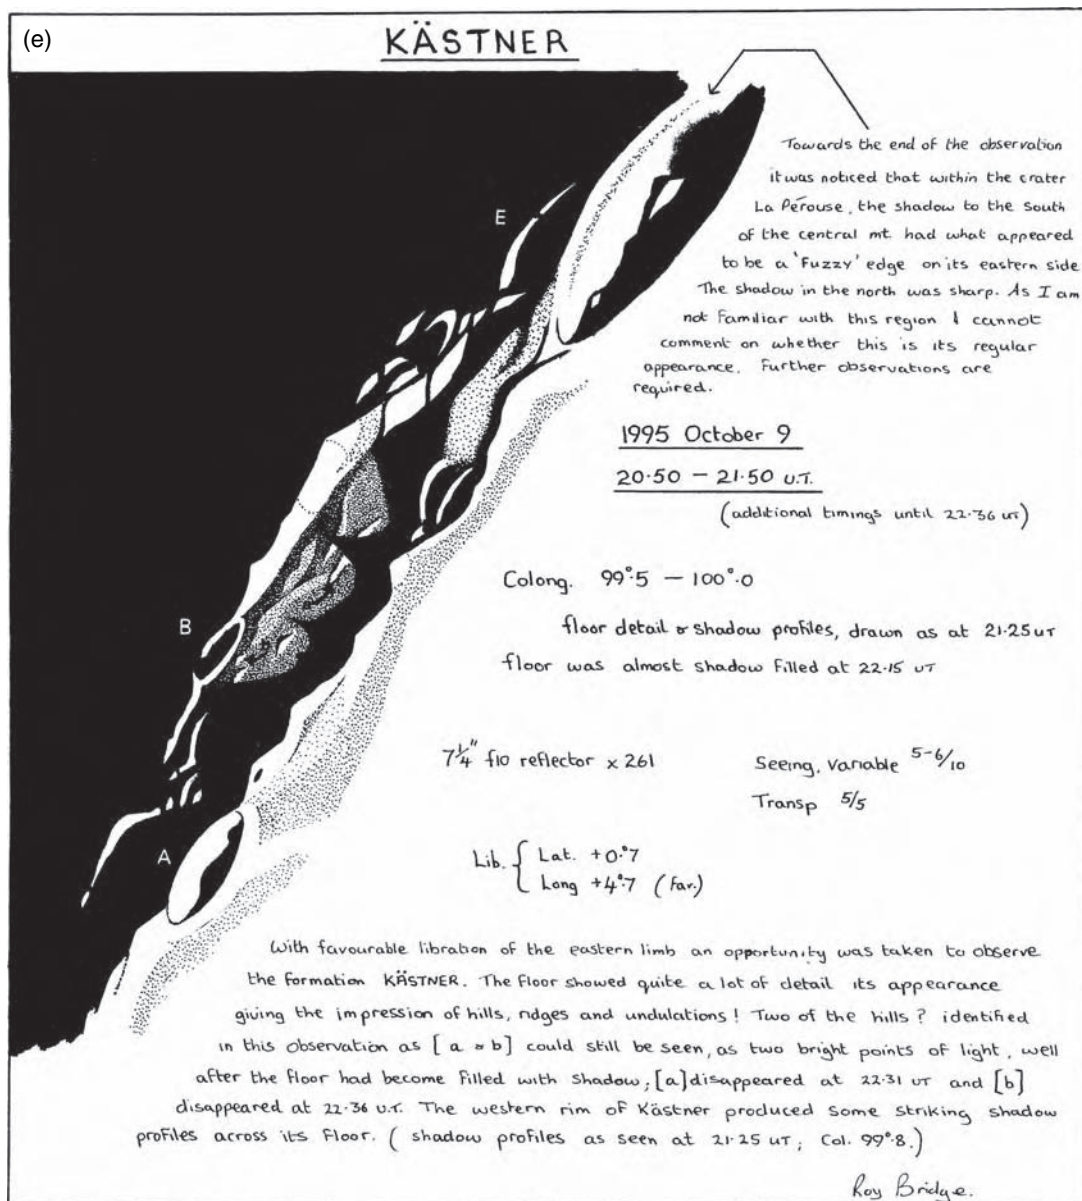 (e)
KÄSTNER
Towards the end of the observation
it was noticed that within the crater
La Pérouse, the shadow to the south
of the central mt. had what appeared
to be a 'Fuzzy' edge on its eastern side
The shadow in the north was sharp. As I am
not familiar with this region I cannot
comment on whether this is its regular
appearance. Further observations are
required.
E
1995 October 9
20·50 – 21·50 U.T.
(additional timings until 22·36 UT)
Colong. 99°·5 – 100°·0
floor detail & shadow profiles, drawn as at 21·25 UT
floor was almost shadow filled at 22·15 UT
B
7¼" f10 reflector x 261
Seeing, variable 5-6/10
Transp 5/5
A
Lib. { Lat. +0·°7
Long +4°·7 (Fav.)
With favourable libration of the eastern limb an opportunity was taken to observe
the formation KÄSTNER. The floor showed quite a lot of detail its appearance
giving the impression of hills, ridges and undulations! Two of the hills? identified
in this observation as [a & b] could still be seen, as two bright points of light, well
after the floor had become filled with shadow; [a] disappeared at 22·31 UT and [b]
disappeared at 22·36 U.T. The western rim of Kästner produced some striking shadow
profiles across its floor. (shadow profiles as seen at 21·25 UT; Col. 99°·8.)
Roy Bridge.